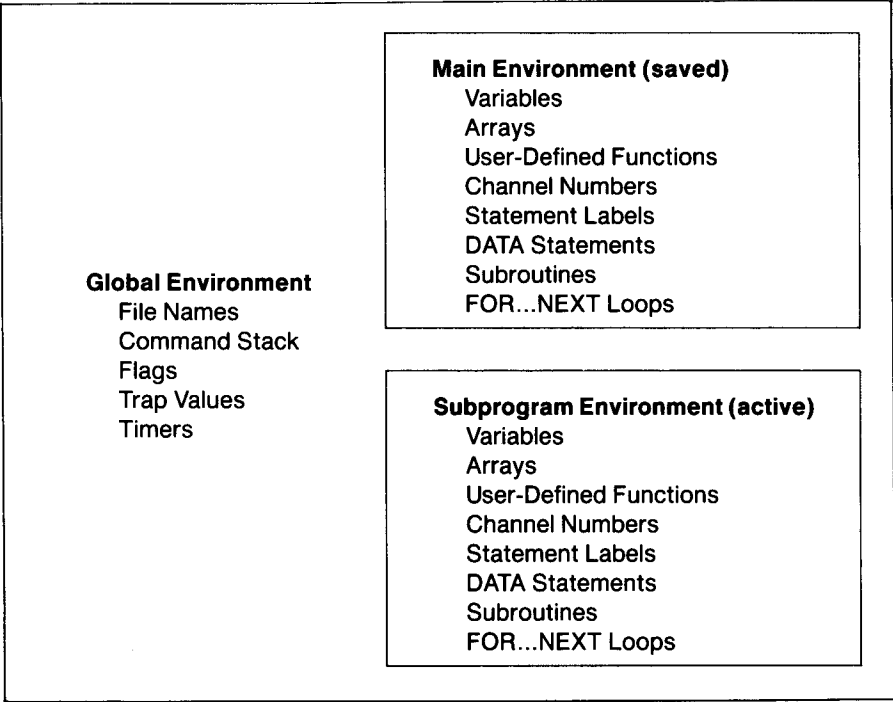 Main Environment (saved)
Variables
Arrays
User-Defined Functions
Channel Numbers
Statement Labels
DATA Statements
Subroutines
FOR...NEXT Loops
Global Environment
File Names
Command Stack
Flags
Trap Values
Timers
Subprogram Environment (active)
Variables
Arrays
User-Defined Functions
Channel Numbers
Statement Labels
DATA Statements
Subroutines
FOR...NEXT Loops